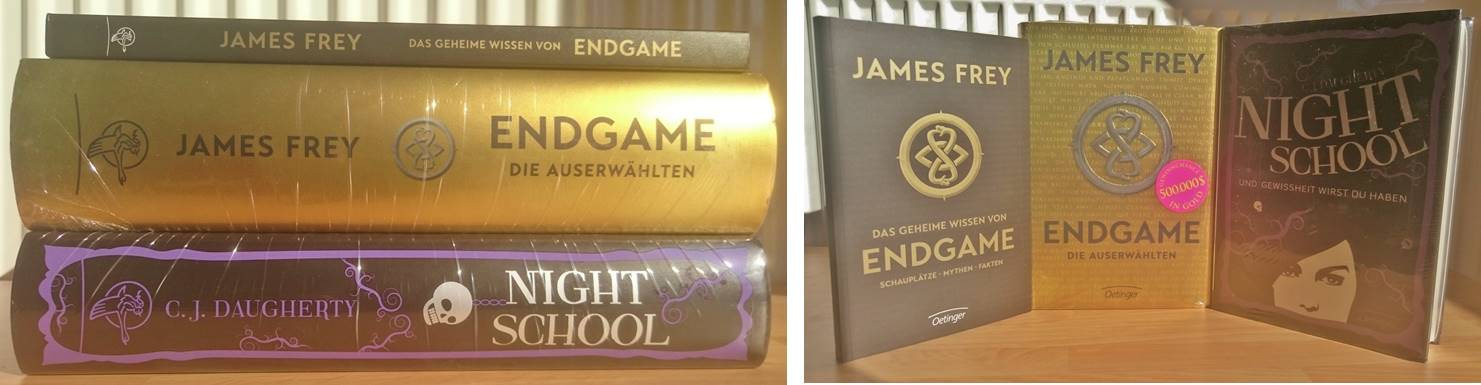 JAMES FREY DAS GEHEIME WISSEN VON ENDGAME
JAMES FREY ENDGAME
DIE AUSERWÄHLTEN
C. J. DAUGHERTY NIGHT
SCHOOL
JAMES FREY
DAS GEHEIME WISSEN VON
ENDGAME
SCHAUPLÄTZE · MYTHEN · FAKTEN
Oetinger
JAMES FREY
500.000$
IN GOLD
ENDGAME
DIE AUSERWÄHLTEN
Oetinger
C. J. DAUGHERTY
NIGHT
SCHOOL
UND GEWISSHEIT WIRST DU HABEN